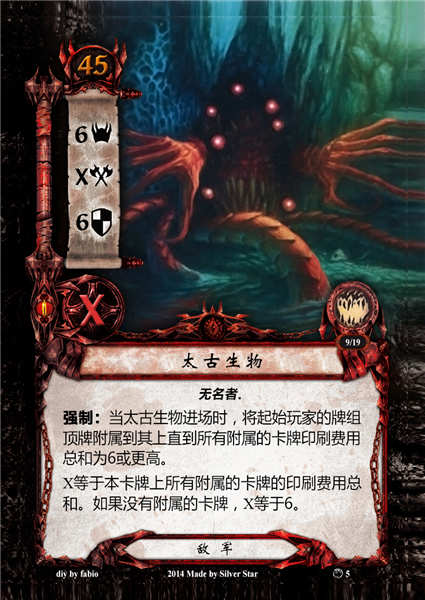 45
6
X
6
X
9/19
太古生物
无名者.
强制：当太古生物进场时，将起始玩家的牌组
顶牌附属到其上直到所有附属的卡牌印刷费用
总和为6或更高。
X等于本卡牌上所有附属的卡牌的印刷费用总
和。如果没有附属的卡牌，X等于6。
敌军
diy by fabio 2014 Made by Silver Star 5